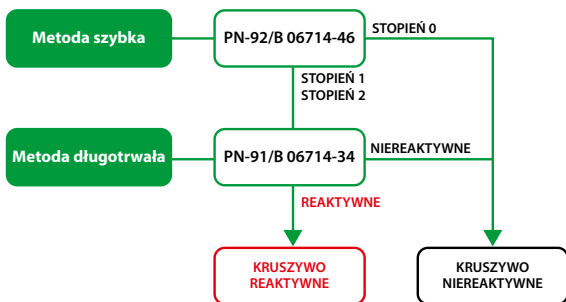 Metoda szybka
PN-92/B 06714-46
STOPIEŃ 0
STOPIEŃ 1
STOPIEŃ 2
Metoda długotrwała
PN-91/B 06714-34
NIEREAKTYWNE
REAKTYWNE
KRUSZYWO
REAKTYWNE
KRUSZYWO
NIEREAKTYWNE